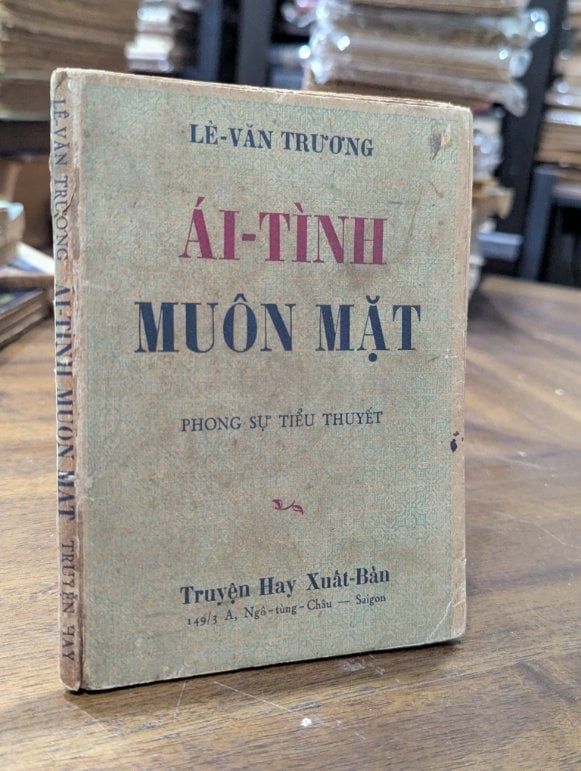 LÊ-VĂN TRƯƠNG
ÁI-TÌNH
MUÔN MẶT
PHONG SỰ TIỂU THUYẾT
Truyện Hay Xuất-Bản
149/3 A, Ngô-tùng-Châu — Saigon
LÊ VĂN TRƯƠNG ÁI-TÌNH MUÔN MẶT TRUYỆN HAY